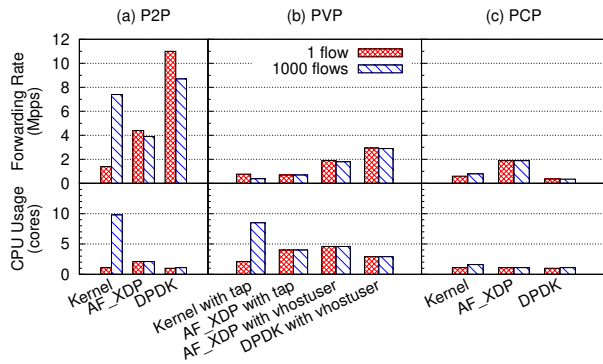 (a) P2P
(b) PVP
(c) PCP
Forwarding Rate
(Mpps)
12
10
8
6
4
2
0
1 flow
1000 flows
CPU Usage
(cores)
10
5
0
Kernel
AF_XDP
DPDK
Kernel with tap
AF_XDP with tap
AF_XDP with vhostuser
DPDK with vhostuser
Kernel
AF_XDP
DPDK